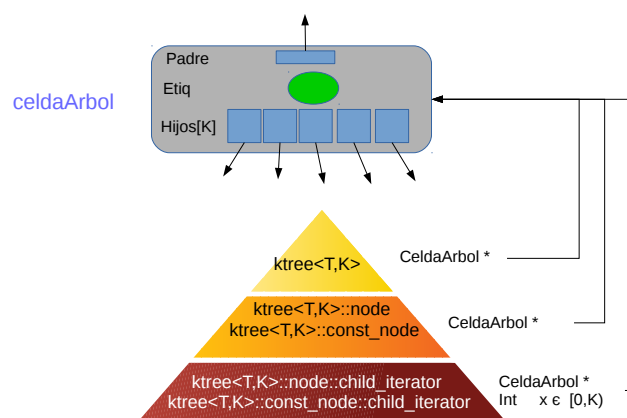 Padre
celdaArbol
Etiq
Hijos[K]
ktree<T,K>
CeldaArbol *
ktree<T,K>::node
ktree<T,K>::const_node
CeldaArbol *
ktree<T,K>::node::child_iterator
ktree<T,K>::const_node::child_iterator
CeldaArbol *
Int x є [0,K)